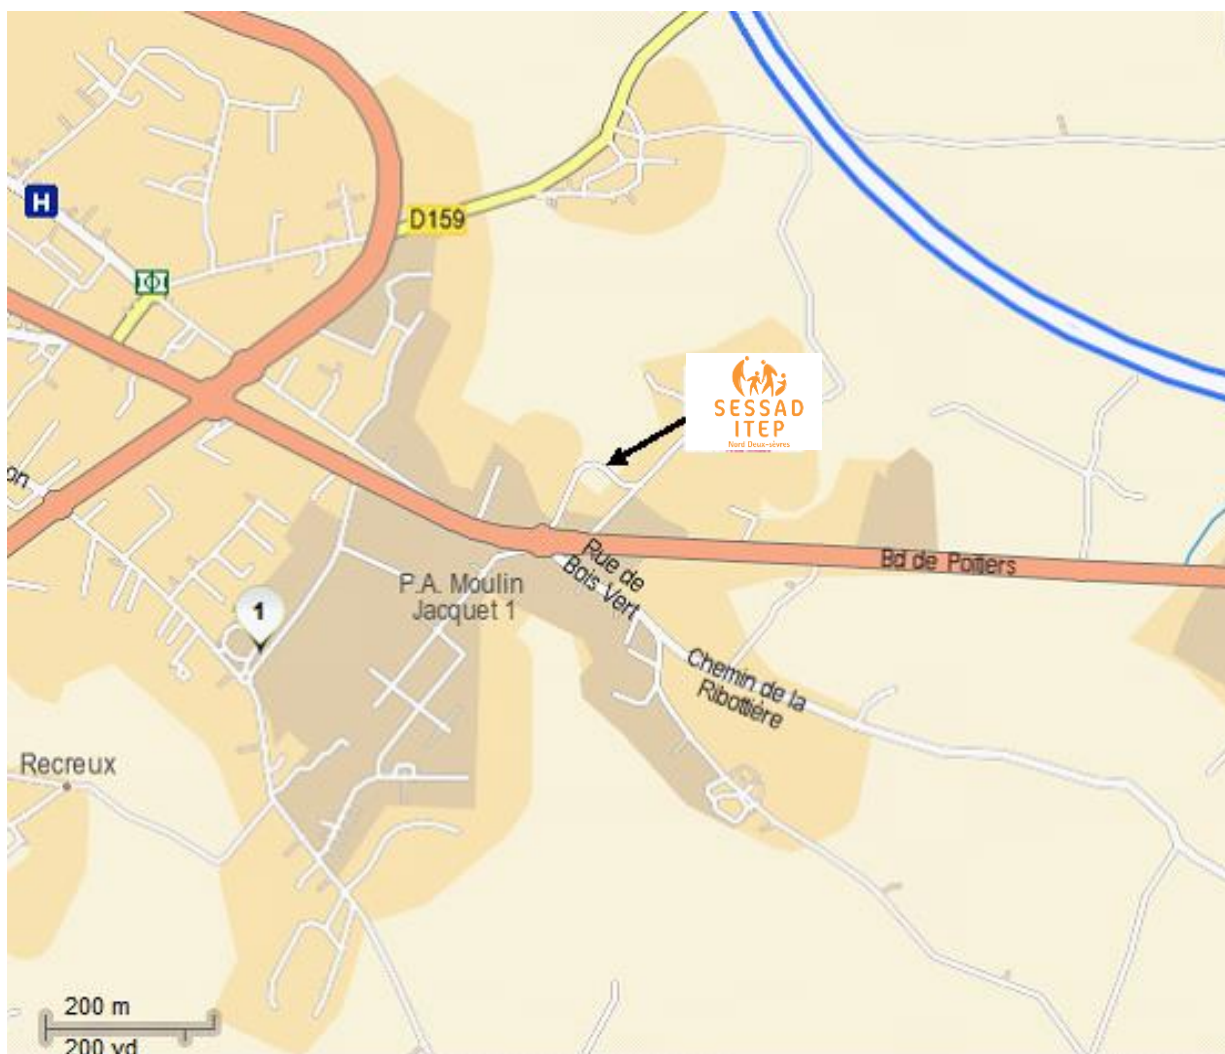 H
D159
SESSAD
ITEP
Nord Deux-sèvres
on
Rue de
Bois Vert
Bd de Poitiers
P.A. Moulin
Jacquet 1
1
Chemin de la
Ribottière
Recreux
200 m
200 yd